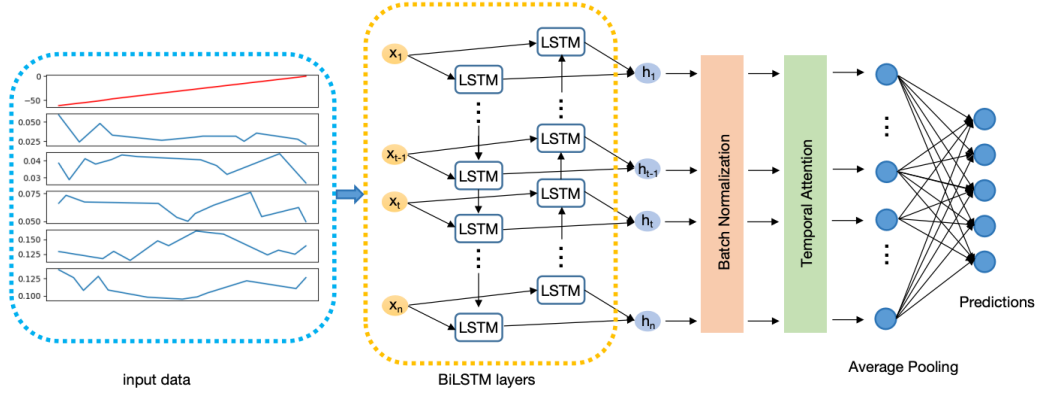 0
−50
0.050
0.025
0.04
0.03
0.075
0.050
0.150
0.125
0.125
0.100
input data
x1
LSTM
LSTM
h1
xt-1
LSTM
LSTM
ht-1
xt
LSTM
LSTM
ht
xn
LSTM
LSTM
hn
BiLSTM layers
Batch Normalization
Temporal Attention
Average Pooling
Predictions